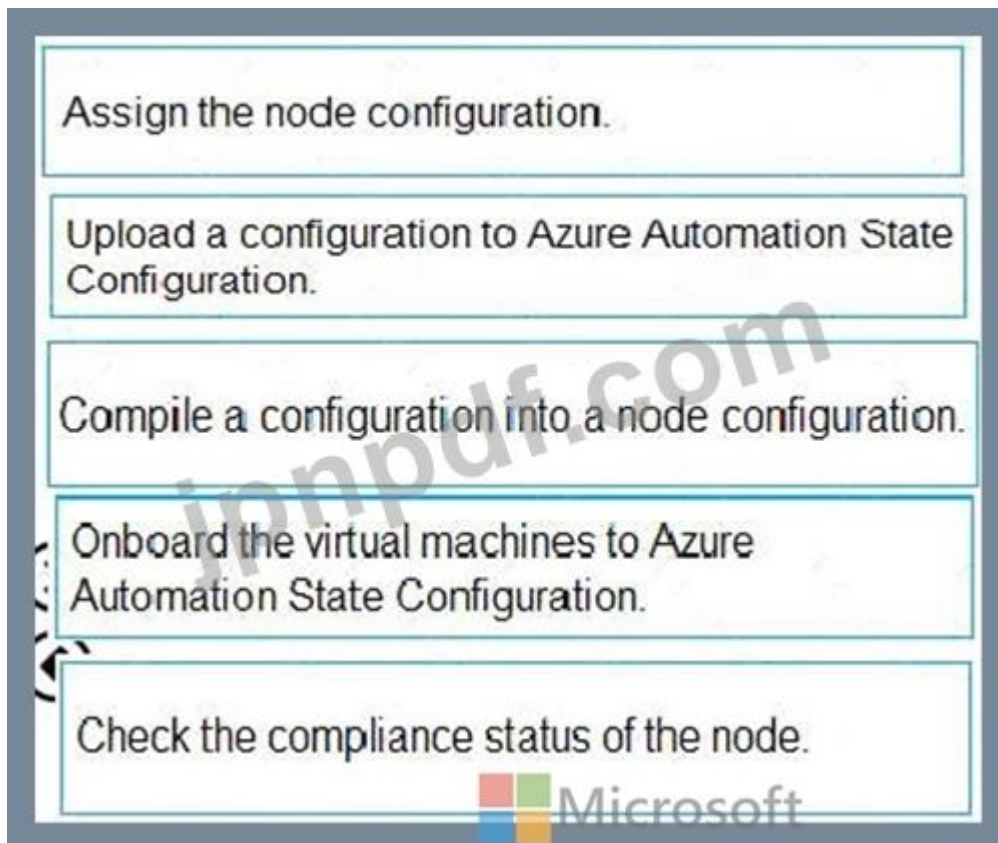 Assign the node configuration.
Upload a configuration to Azure Automation State
Configuration.
Compile a configuration into a node configuration.
jpnpdf.com
Onboard the virtual machines to Azure
Automation State Configuration.
Check the compliance status of the node.
Microsoft